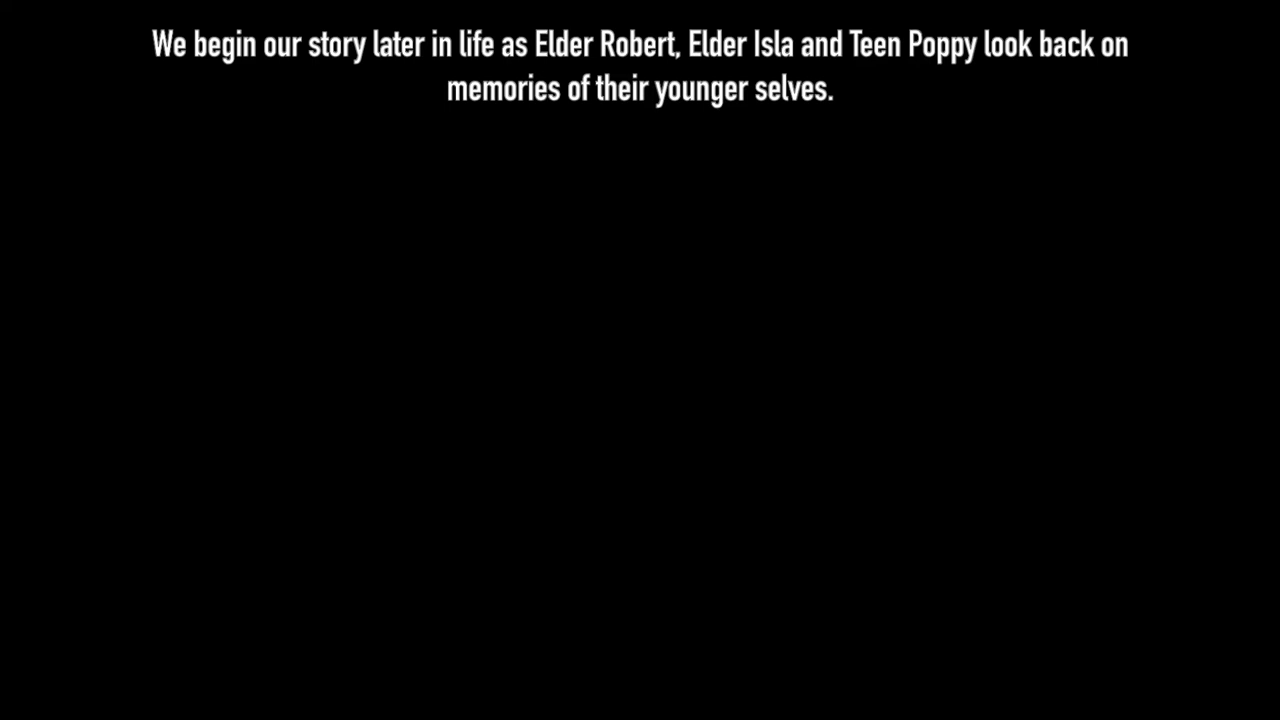 We begin our story later in life as Elder Robert, Elder Isla and Teen Poppy look back on
memories of their younger selves.